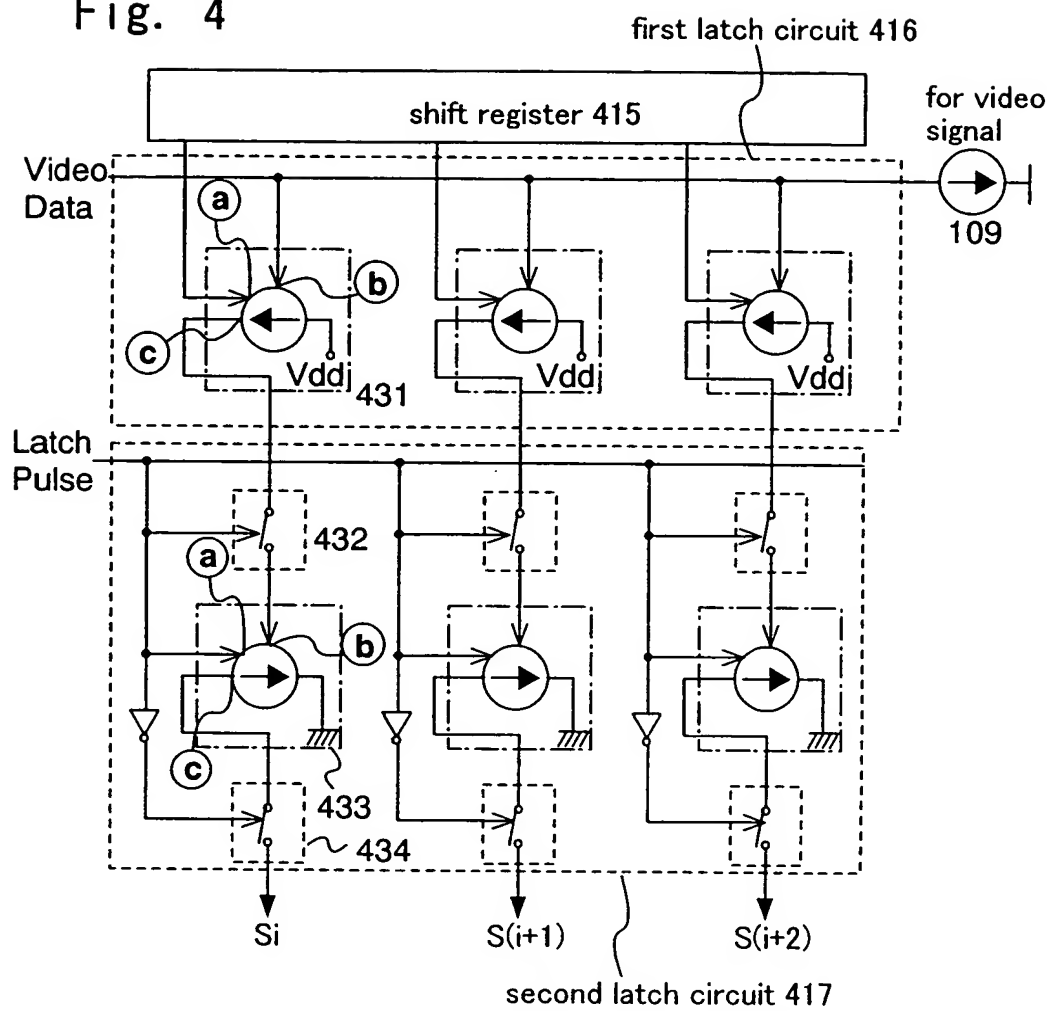 Fig. 4
first latch circuit 416
shift register 415
for video
signal
109
Video
Data
a
b
c
Vdd
Vdd
Vdd
431
Latch
Pulse
432
a
b
c
433
434
Si
S(i+1)
S(i+2)
second latch circuit 417